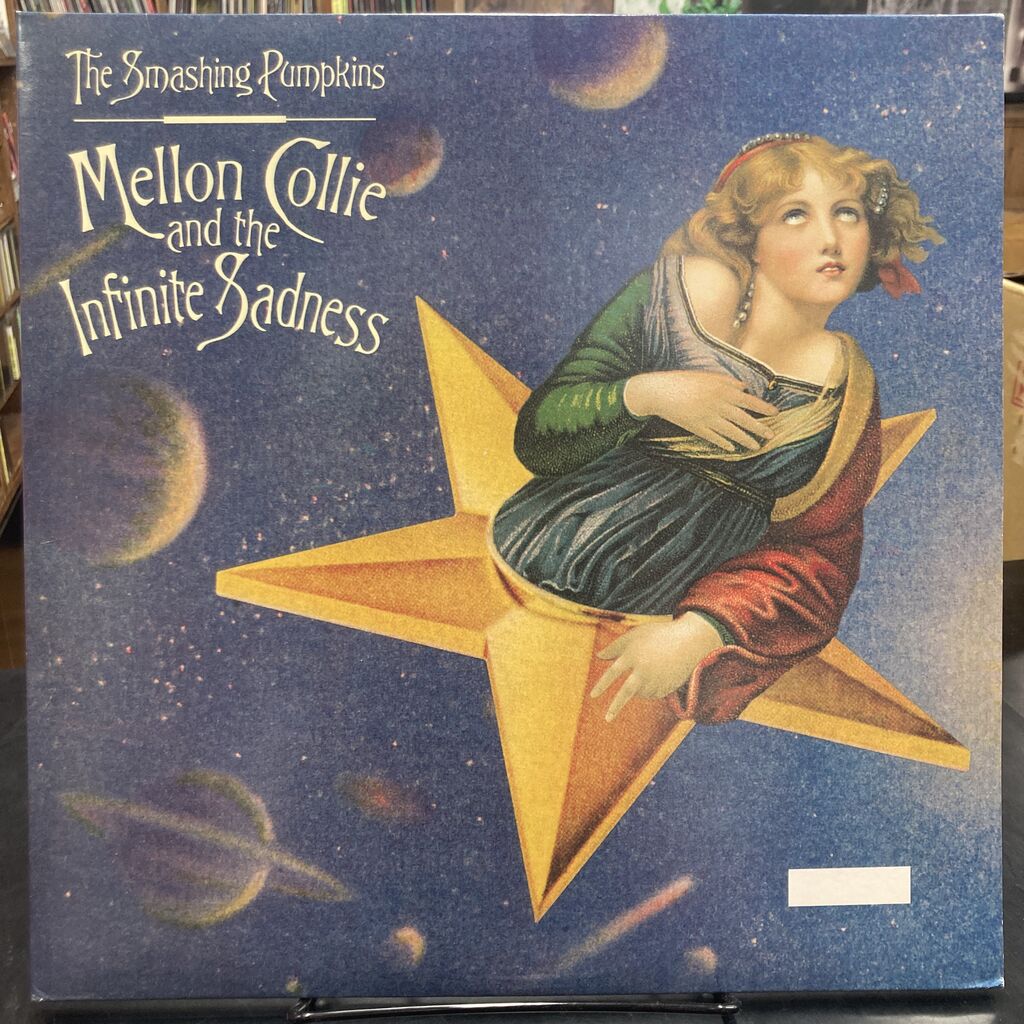 The Smashing Pumpkins
Mellon Collie
and the
Infinite Sadness